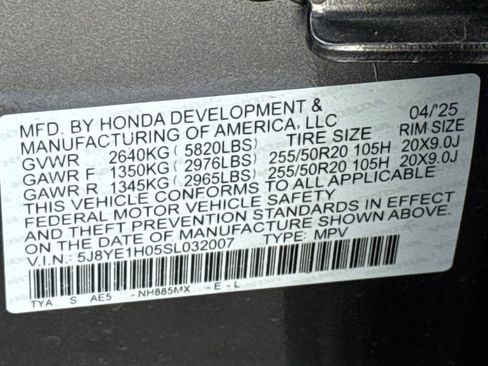 MFD. BY HONDA DEVELOPMENT & 04/'25
MANUFACTURING OF AMERICA, LLC
TIRE SIZE RIM SIZE
GVWR 2640KG ( 5820LBS)
GAWR F 1350KG ( 2976LBS) 255/50R20 105H 20X9.0J
GAWR R 1345KG ( 2965LBS) 255/50R20 105H 20X9.0J
THIS VEHICLE CONFORMS TO ALL APPLICABLE
FEDERAL MOTOR VEHICLE SAFETY
AND THEFT PREVENTION STANDARDS IN
EFFECT ON THE DATE OF MANUFACTURE SHOWN ABOVE.
V.I.N.: 5J8YE1H05SL032007 TYPE: MPV
TYA S AE5 -NH885MX -E-L